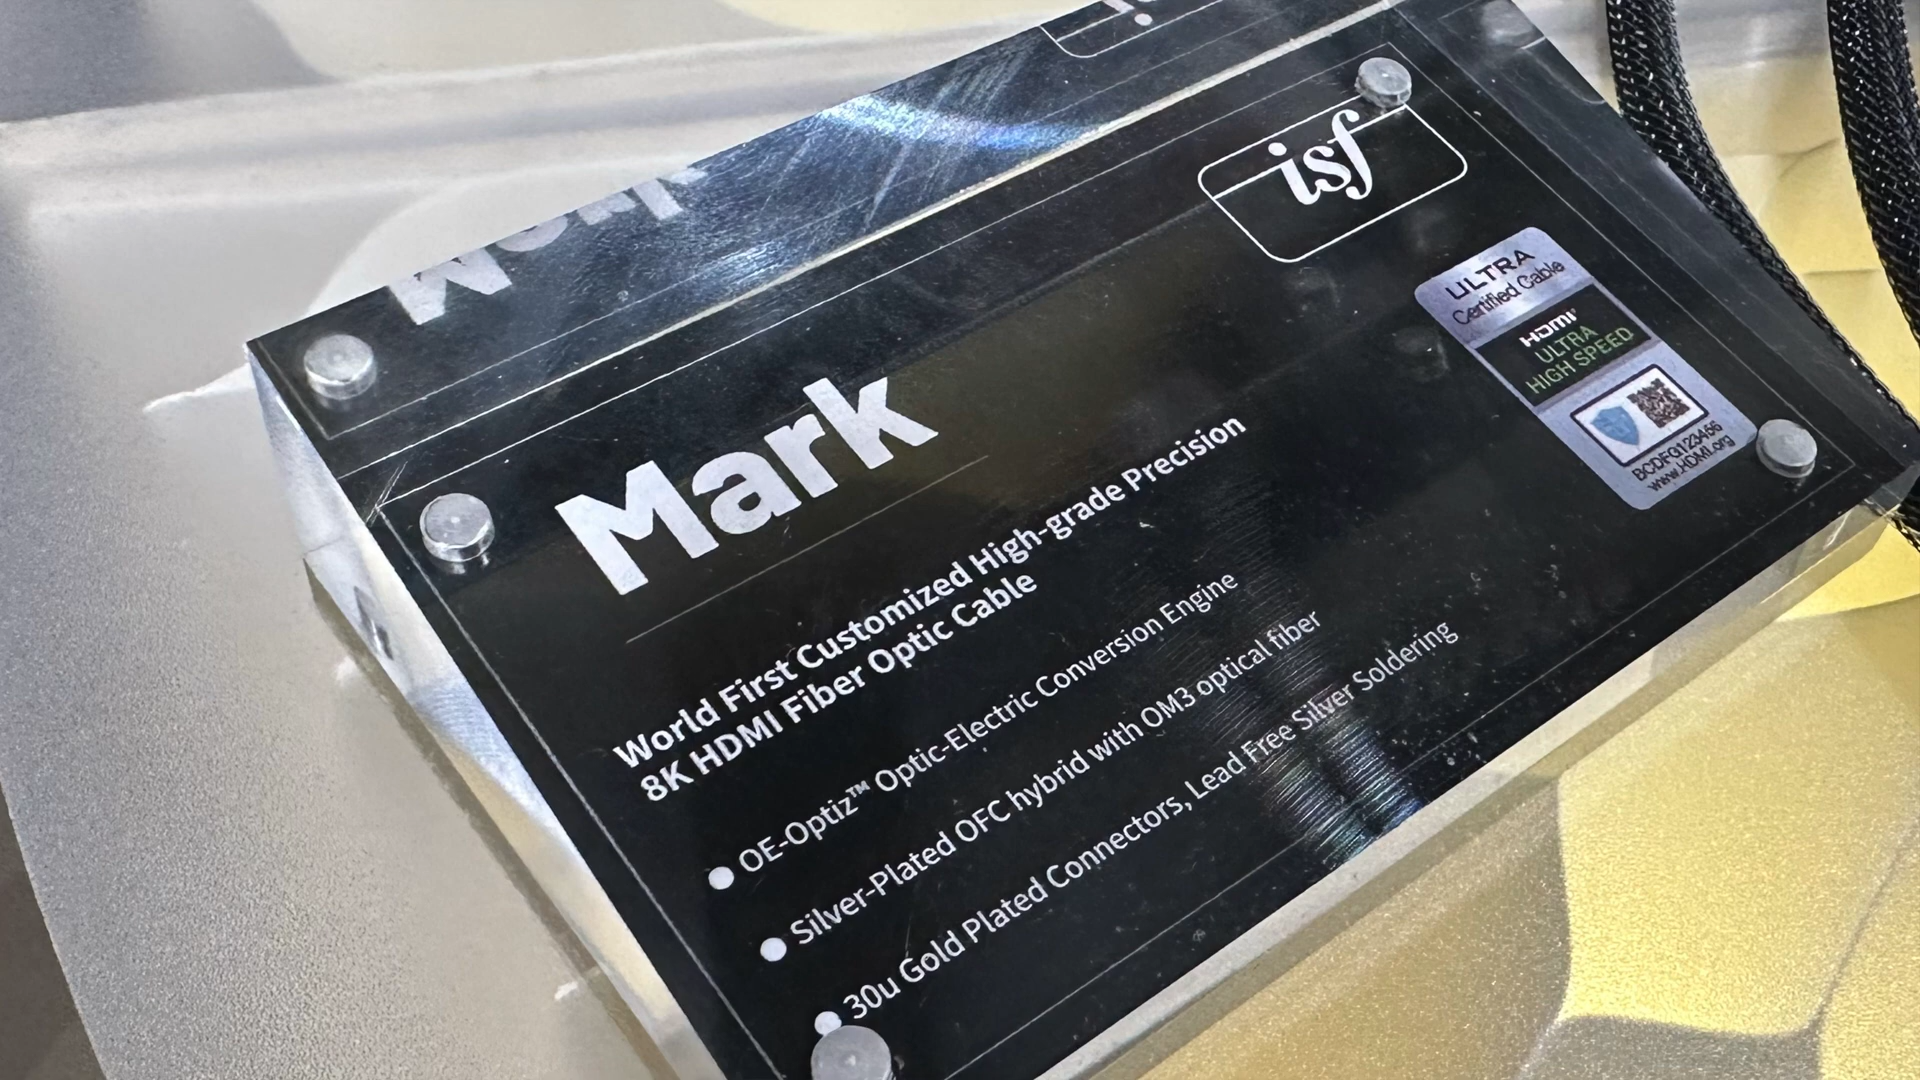 isf
ULTRA
Certified Cable
HDMI
ULTRA
HIGH SPEED
BCDFG123456
www.HDMI.org
Mark
World First Customized High-grade Precision
8K HDMI Fiber Optic Cable
● OE-Optiz™ Optic-Electric Conversion Engine
● Silver-Plated OFC hybrid with OM3 optical fiber
● 30u Gold Plated Connectors, Lead Free Silver Soldering